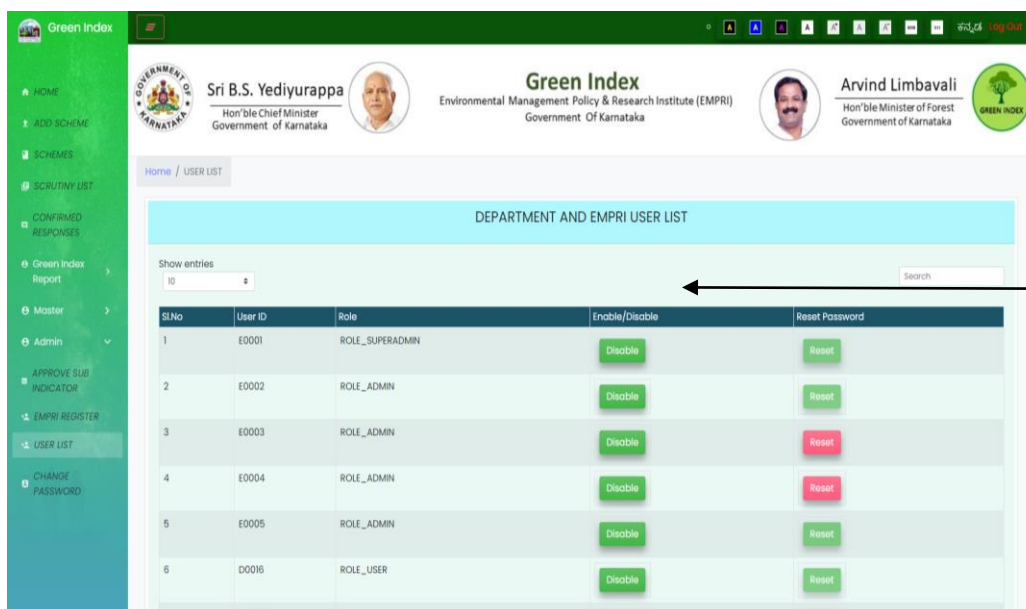 Green Index
A A A A A+ A A- ಕನ್ನಡ Log Out
HOME
ADD SCHEME
SCHEMES
SCRUTINY LIST
CONFIRMED
RESPONSES
Green Index
Report
Master
Admin
APPROVE SUB
INDICATOR
EMPRI REGISTER
USER LIST
CHANGE
PASSWORD
Sri B.S. Yediyurappa
Hon'ble Chief Minister
Government of Karnataka
Green Index
Environmental Management Policy & Research Institute (EMPRI)
Government Of Karnataka
Arvind Limbavali
Hon'ble Minister of Forest
Government of Karnataka
GREEN INDEX
Home / USER LIST
DEPARTMENT AND EMPRI USER LIST
Show entries
10
Search
Sl.No User ID Role Enable/Disable Reset Password
1 E0001 ROLE_SUPERADMIN Disable Reset
2 E0002 ROLE_ADMIN Disable Reset
3 E0003 ROLE_ADMIN Disable Reset
4 E0004 ROLE_ADMIN Disable Reset
5 E0005 ROLE_ADMIN Disable Reset
6 D0016 ROLE_USER Disable Reset